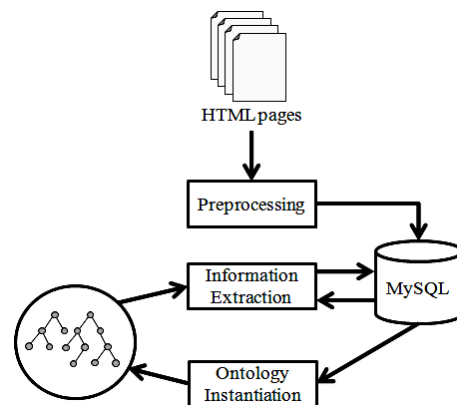 HTML pages
Preprocessing
Information
Extraction
MySQL
Ontology
Instantiation